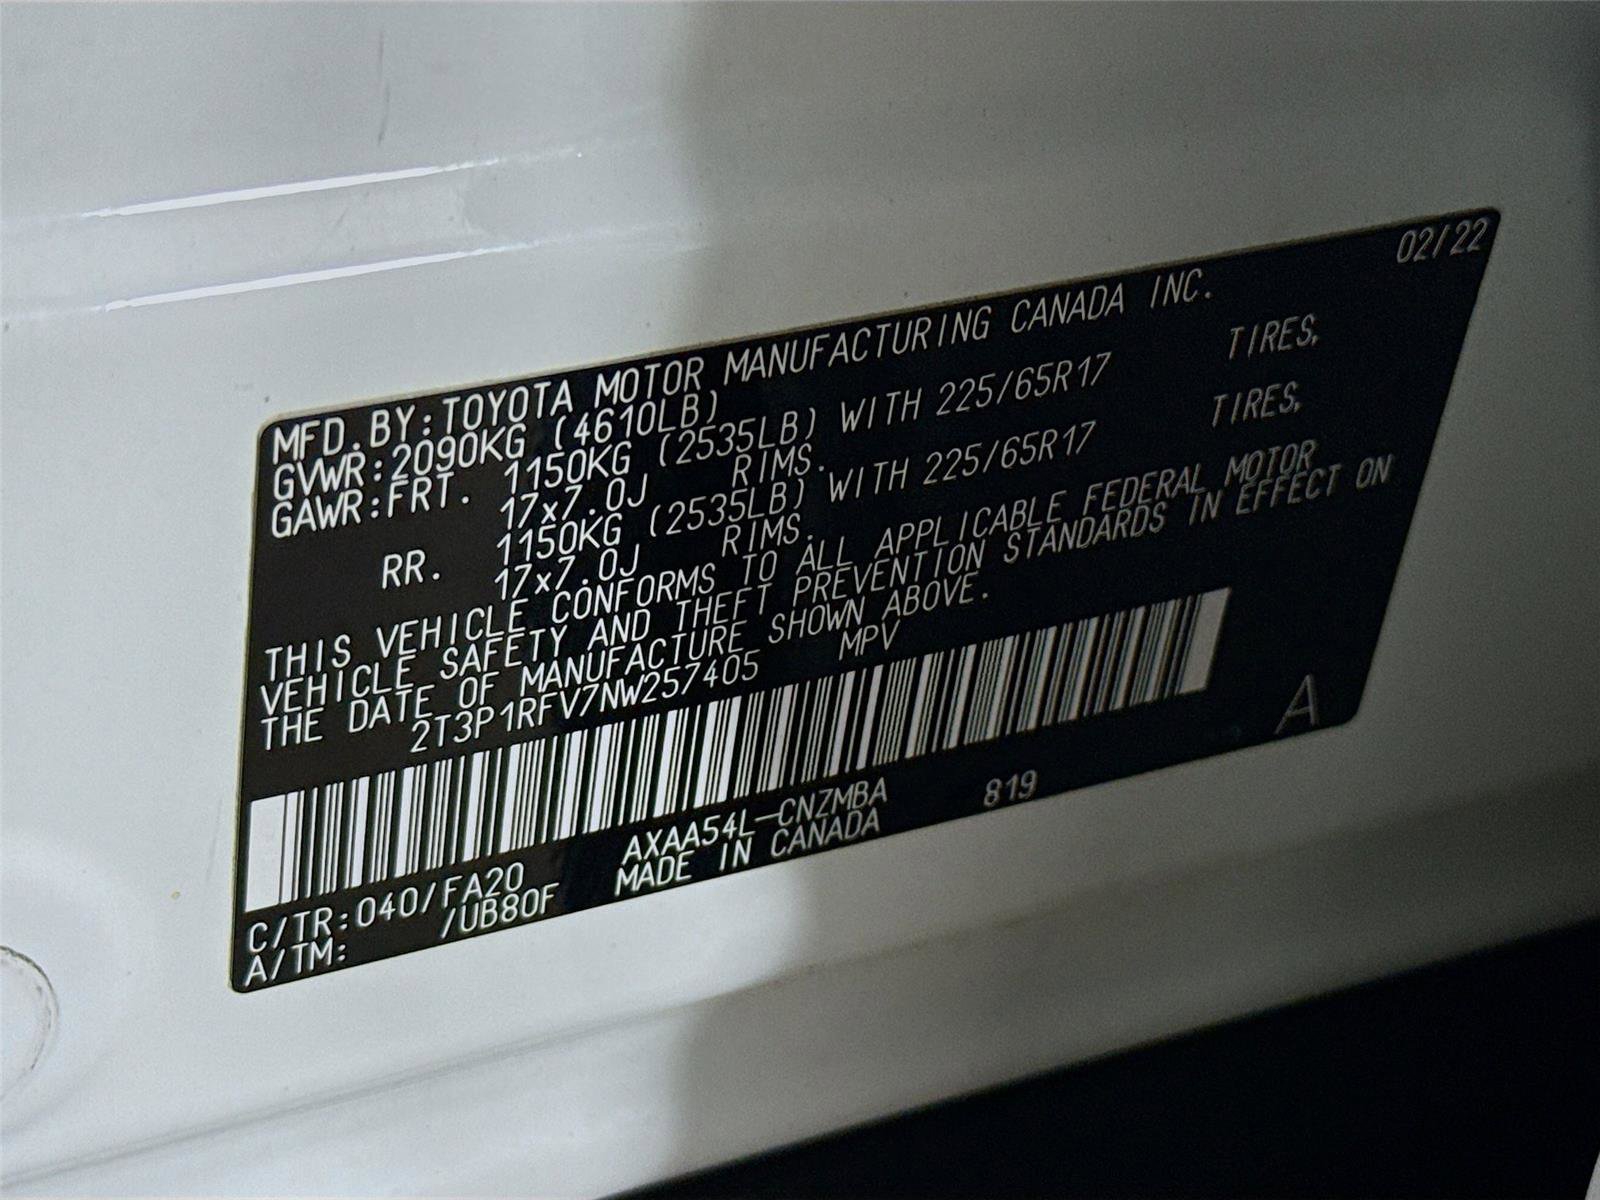 02/22
MFD. BY: TOYOTA MOTOR MANUFACTURING CANADA INC.
GVWR: 2090KG (4610LB)
GAWR: FRT. 1150KG (2535LB) WITH 225/65R17 TIRES,
17x7.0J RIMS.
RR. 1150KG (2535LB) WITH 225/65R17 TIRES,
17x7.0J RIMS.
THIS VEHICLE CONFORMS TO ALL APPLICABLE FEDERAL MOTOR
VEHICLE SAFETY AND THEFT PREVENTION STANDARDS IN EFFECT ON
THE DATE OF MANUFACTURE SHOWN ABOVE.
2T3P1RFV7NW257405 MPV
A
C/TR: 040/FA20 AXAA54L-CNZMBA 819
A/TM: /UB80F MADE IN CANADA